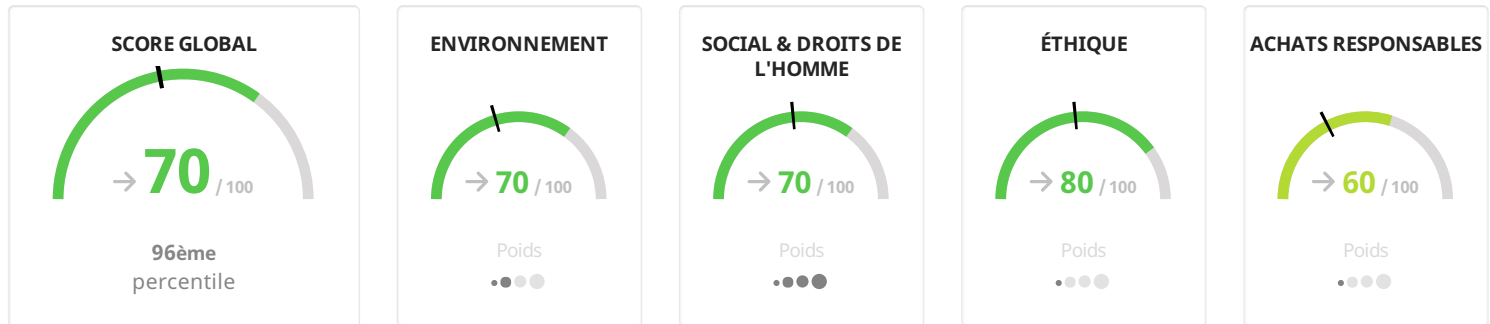 SCORE GLOBAL
→ 70 / 100
96ème
percentile
ENVIRONNEMENT
→ 70 / 100
Poids
SOCIAL & DROITS DE
L'HOMME
→ 70 / 100
Poids
ÉTHIQUE
→ 80 / 100
Poids
ACHATS RESPONSABLES
→ 60 / 100
Poids